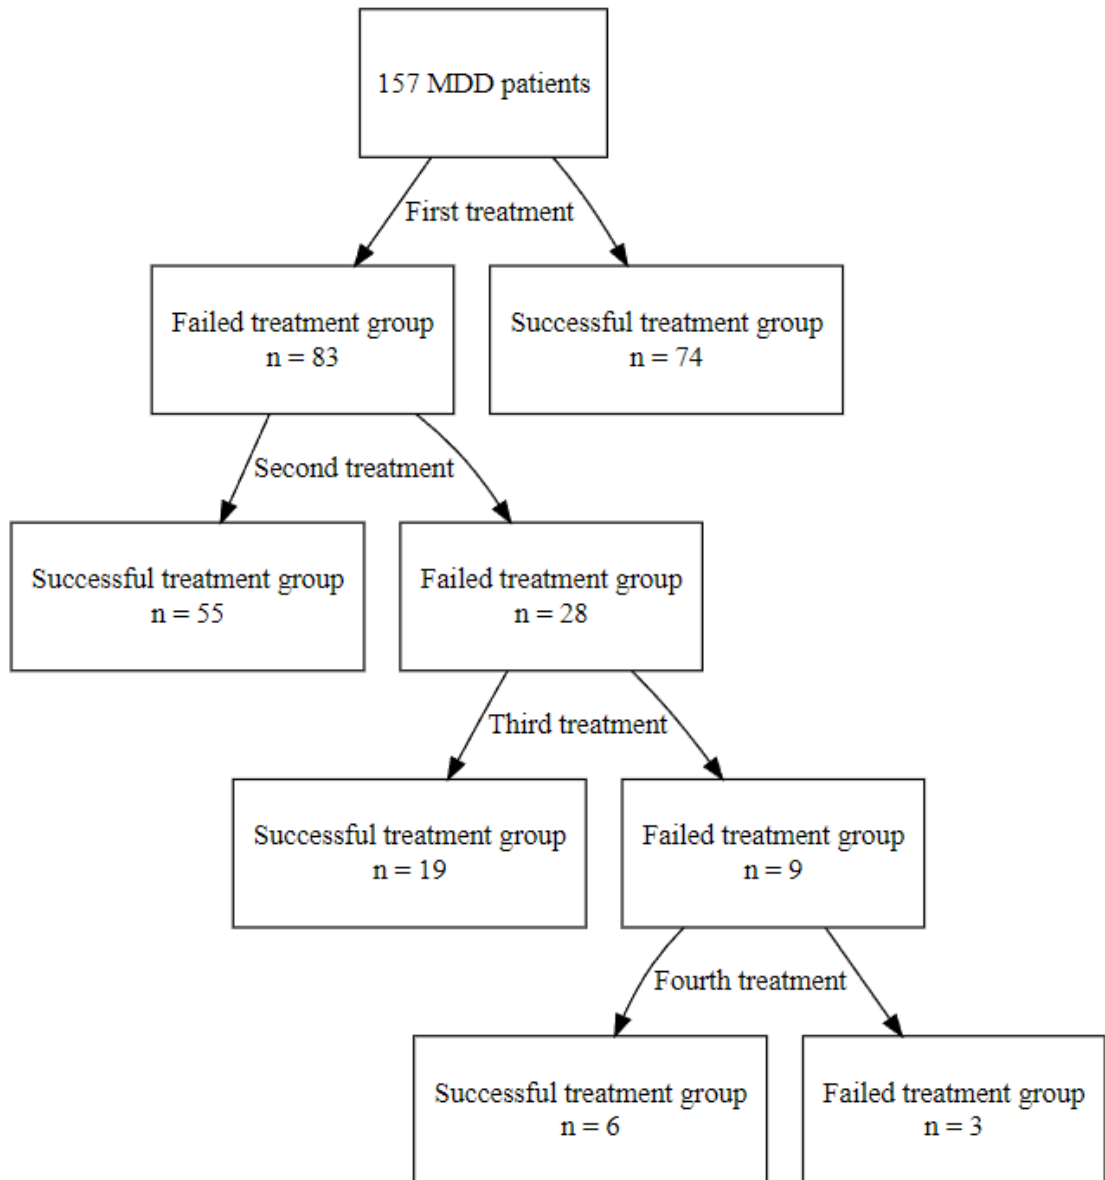 157 MDD patients
First treatment
Failed treatment group
n = 83
Successful treatment group
n = 74
Second treatment
Successful treatment group
n = 55
Failed treatment group
n = 28
Third treatment
Successful treatment group
n = 19
Failed treatment group
n = 9
Fourth treatment
Successful treatment group
n = 6
Failed treatment group
n = 3